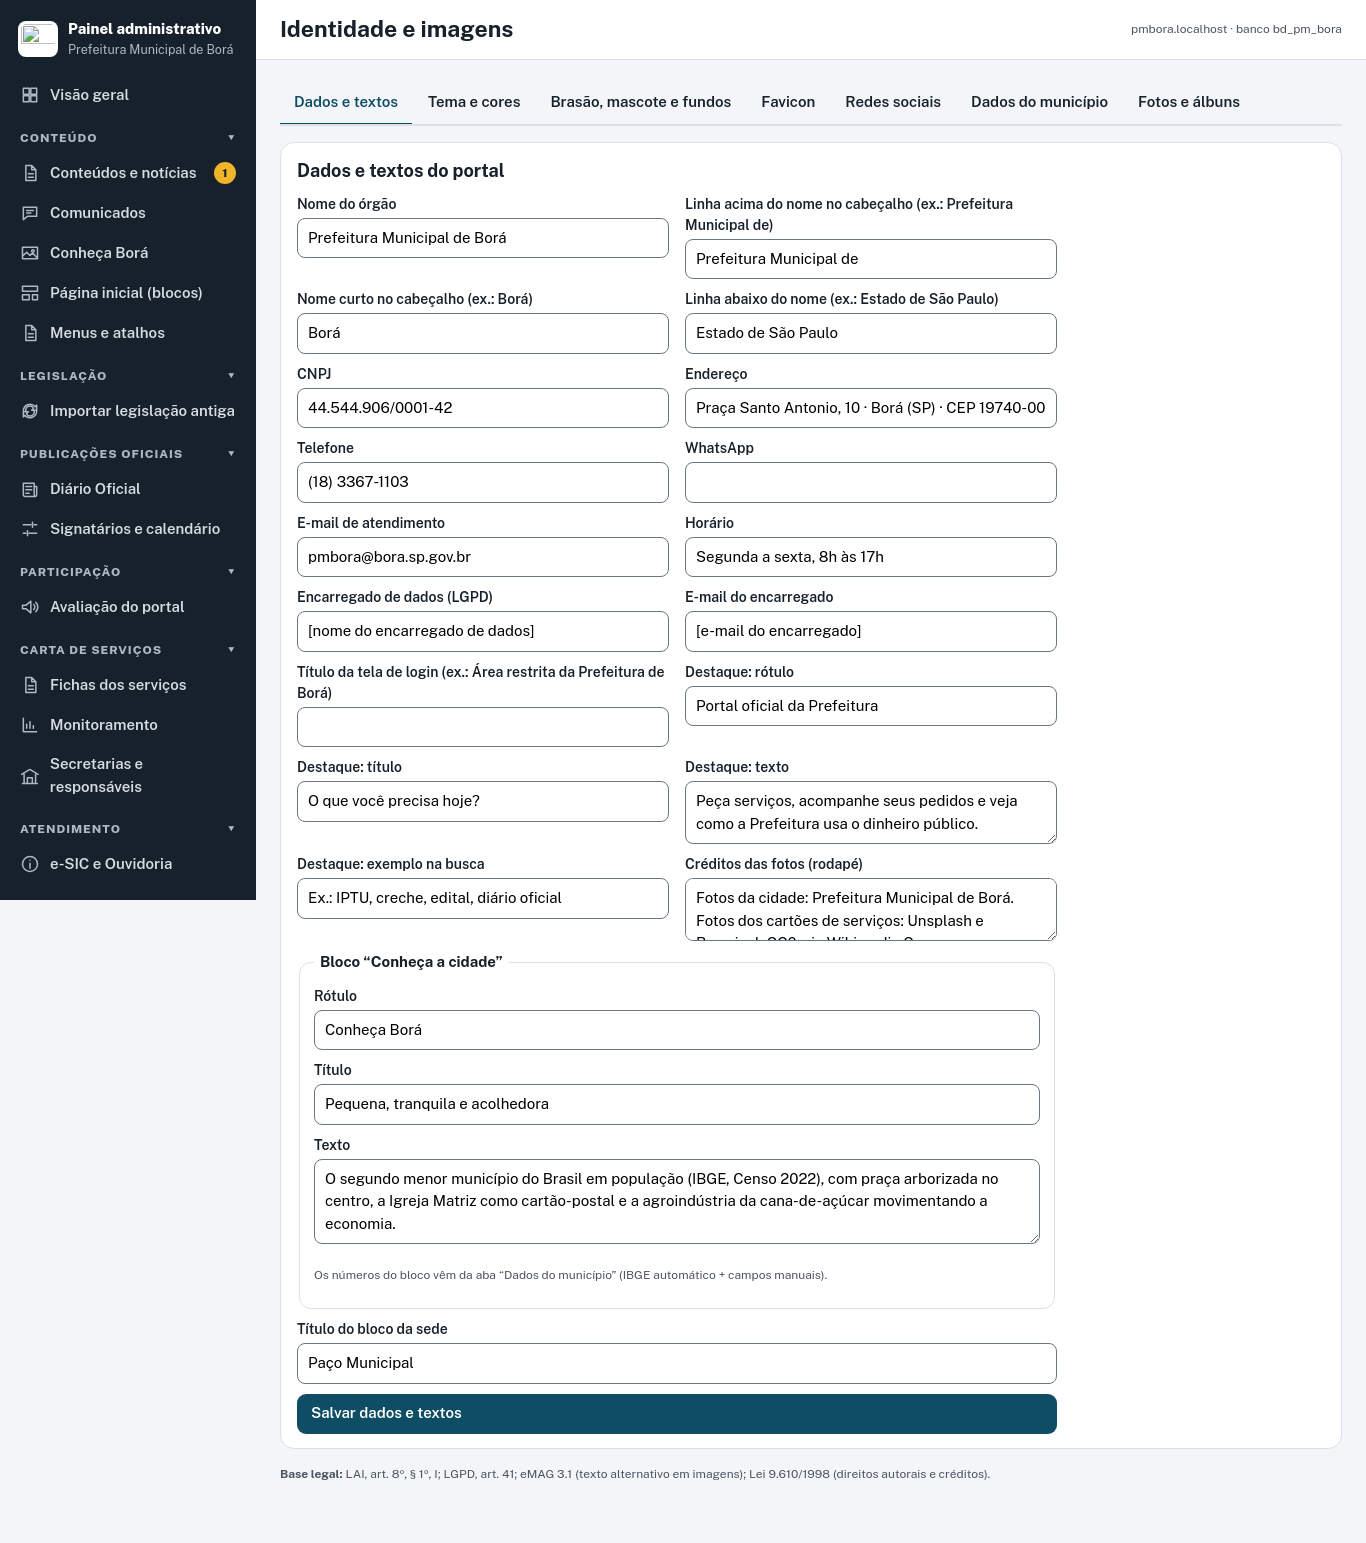 Painel administrativo
Prefeitura Municipal de Borá
Visão geral
CONTEÚDO
Conteúdos e notícias 1
Comunicados
Conheça Borá
Página inicial (blocos)
Menus e atalhos
LEGISLAÇÃO
Importar legislação antiga
PUBLICAÇÕES OFICIAIS
Diário Oficial
Signatários e calendário
PARTICIPAÇÃO
Avaliação do portal
CARTA DE SERVIÇOS
Fichas dos serviços
Monitoramento
Secretarias e
responsáveis
ATENDIMENTO
e-SIC e Ouvidoria
Identidade e imagens
pmbora.localhost · banco bd_pm_bora
Dados e textos
Tema e cores
Brasão, mascote e fundos
Favicon
Redes sociais
Dados do município
Fotos e álbuns
Dados e textos do portal
Nome do órgão
Prefeitura Municipal de Borá
Linha acima do nome no cabeçalho (ex.: Prefeitura
Municipal de)
Prefeitura Municipal de
Nome curto no cabeçalho (ex.: Borá)
Borá
Linha abaixo do nome (ex.: Estado de São Paulo)
Estado de São Paulo
CNPJ
44.544.906/0001-42
Endereço
Praça Santo Antonio, 10 · Borá (SP) · CEP 19740-00
Telefone
(18) 3367-1103
WhatsApp
E-mail de atendimento
pmbora@bora.sp.gov.br
Horário
Segunda a sexta, 8h às 17h
Encarregado de dados (LGPD)
[nome do encarregado de dados]
E-mail do encarregado
[e-mail do encarregado]
Título da tela de login (ex.: Área restrita da Prefeitura de
Borá)
Destaque: rótulo
Portal oficial da Prefeitura
Destaque: título
O que você precisa hoje?
Destaque: texto
Peça serviços, acompanhe seus pedidos e veja
como a Prefeitura usa o dinheiro público.
Destaque: exemplo na busca
Ex.: IPTU, creche, edital, diário oficial
Créditos das fotos (rodapé)
Fotos da cidade: Prefeitura Municipal de Borá.
Fotos dos cartões de serviços: Unsplash e
Bloco “Conheça a cidade”
Rótulo
Conheça Borá
Título
Pequena, tranquila e acolhedora
Texto
O segundo menor município do Brasil em população (IBGE, Censo 2022), com praça arborizada no
centro, a Igreja Matriz como cartão-postal e a agroindústria da cana-de-açúcar movimentando a
economia.
Os números do bloco vêm da aba “Dados do município” (IBGE automático + campos manuais).
Título do bloco da sede
Paço Municipal
Salvar dados e textos
Base legal: LAI, art. 8º, § 1º, I; LGPD, art. 41; eMAG 3.1 (texto alternativo em imagens); Lei 9.610/1998 (direitos autorais e créditos).